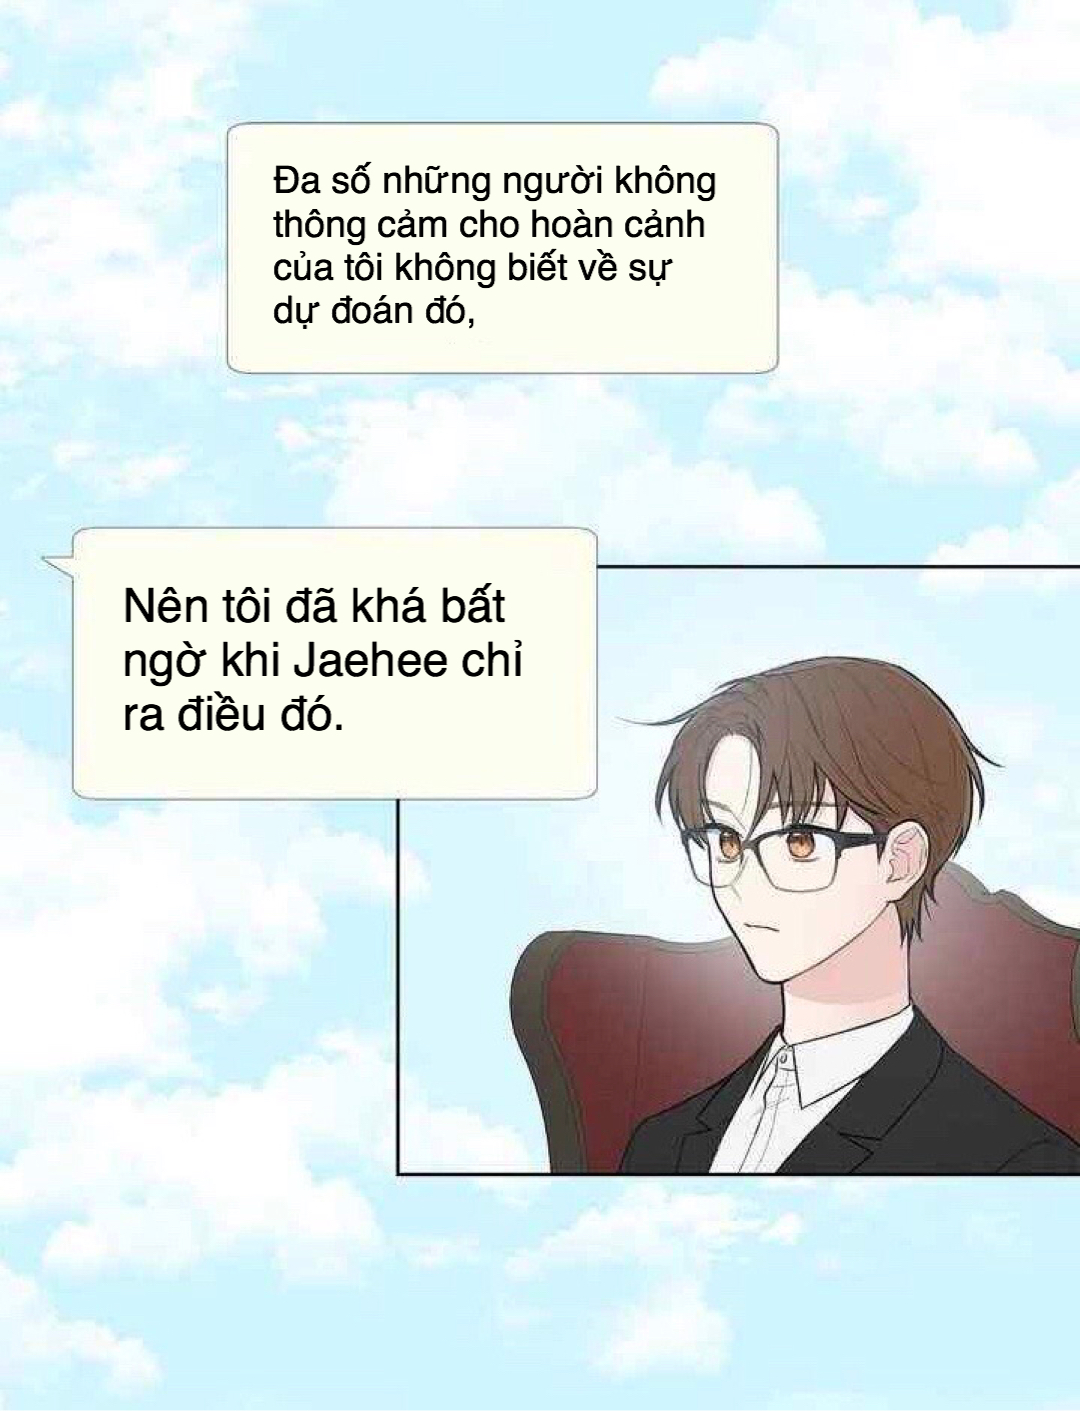 Đa số những người không
thông cảm cho hoàn cảnh
của tôi không biết về sự
dự đoán đó,
Nên tôi đã khá bất
ngờ khi Jaehee chỉ
ra điều đó.